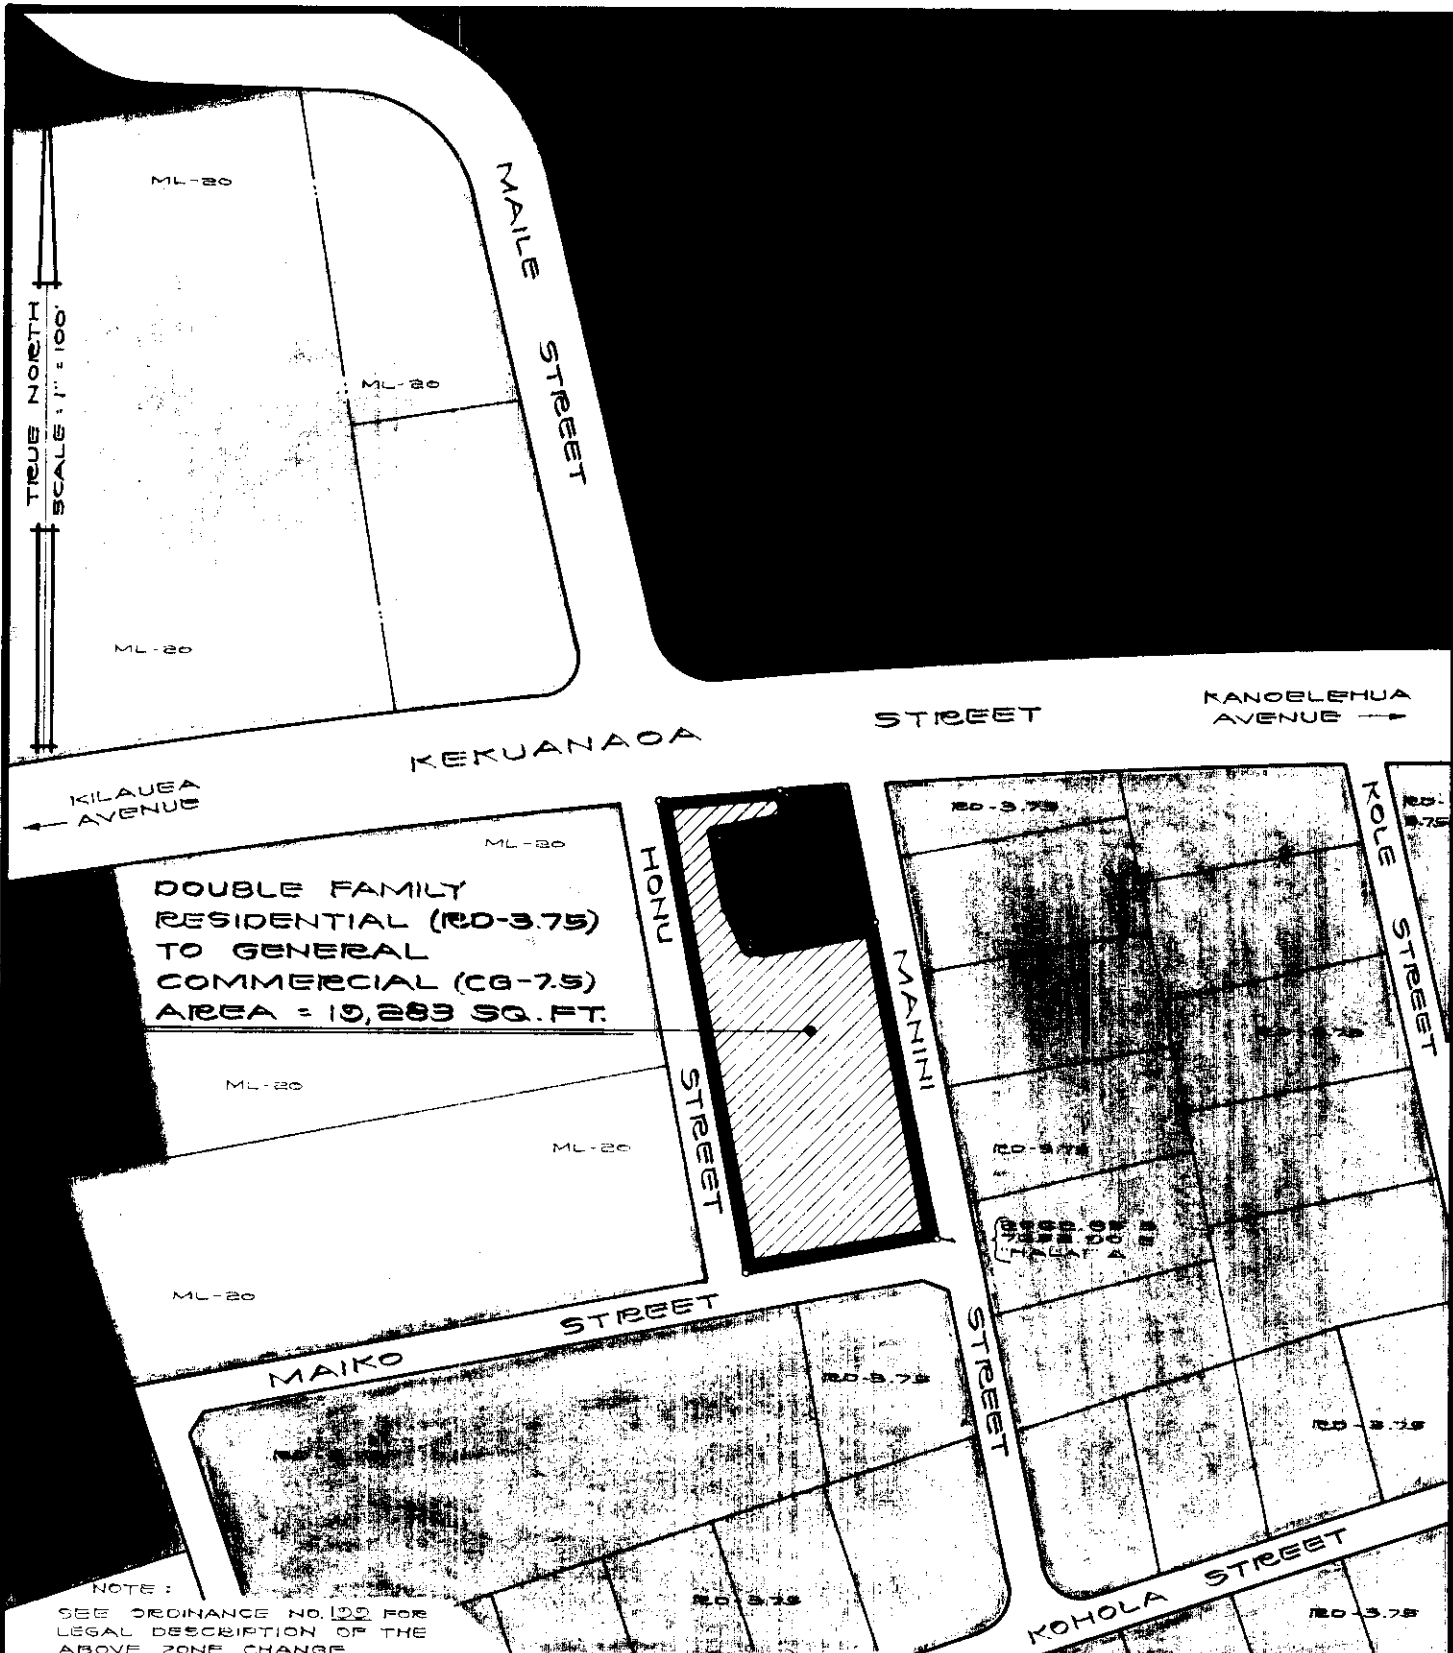 ML-20
MAILE STREET
TRUE NORTH
SCALE : 1" = 100'
ML-20
ML-20
KANOELEHUA
AVENUE
STREET
KEKUANAOA
KILAUEA
AVENUE
RD-3.75
KOLE STREET
RD-
3.75
ML-20
HONU STREET
DOUBLE FAMILY
RESIDENTIAL (RD-3.75)
TO GENERAL
COMMERCIAL (CG-7.5)
AREA = 19,283 SQ. FT.
MANINI STREET
ML-20
ML-20
RD-3.75
ML-20
MAIKO STREET
RD-3.75
RD-3.75
RD-3.75
KOHOLA STREET
RD-3.75
NOTE :
SEE ORDINANCE NO. FOR
LEGAL DESCRIPTION OF THE
ABOVE ZONE CHANGE